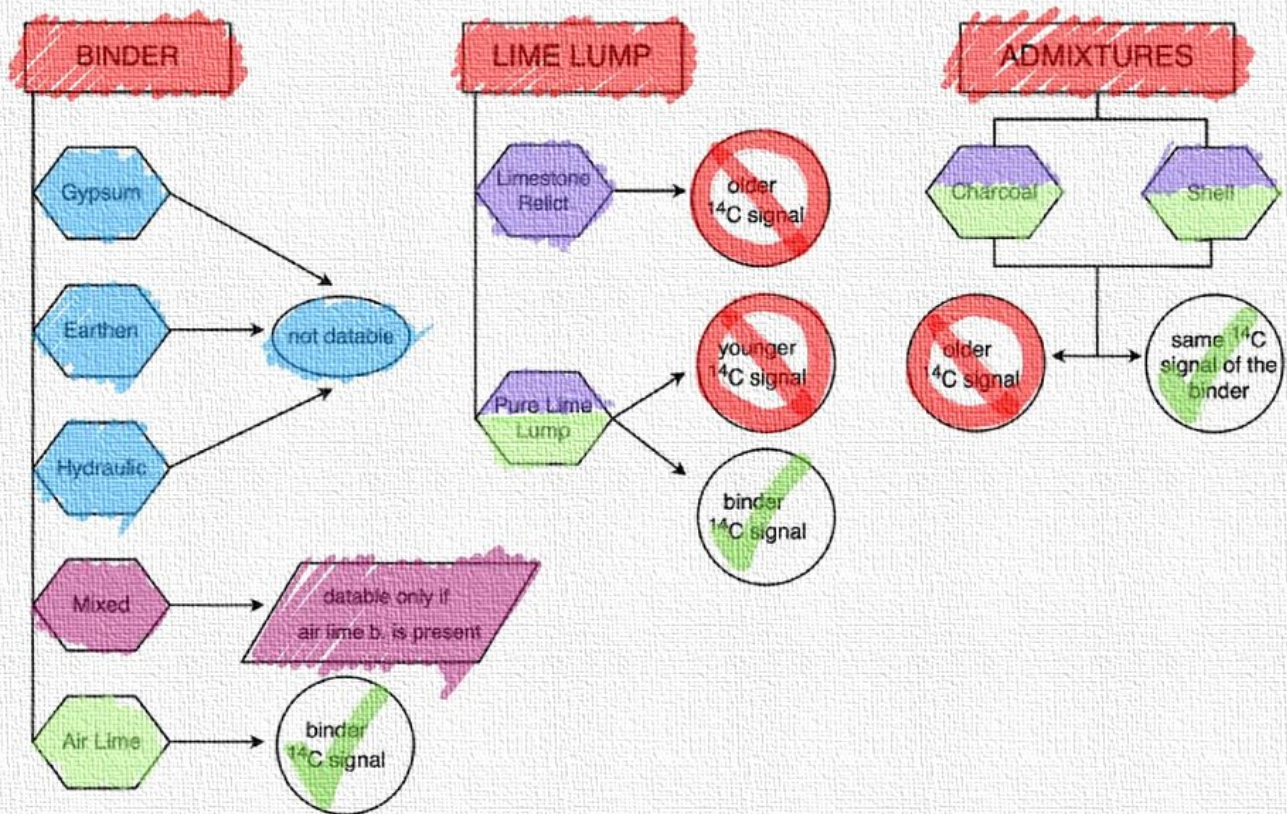 BINDER
Gypsum
Earthen
Hydraulic
not datable
Mixed
datable only if
air lime b. is present
Air Lime
binder
¹⁴C signal
LIME LUMP
Limestone
Relict
older
¹⁴C signal
Pure Lime
Lump
younger
¹⁴C signal
binder
¹⁴C signal
ADMIXTURES
Charcoal
Shell
older
⁴C signal
same ¹⁴C
signal of the
binder